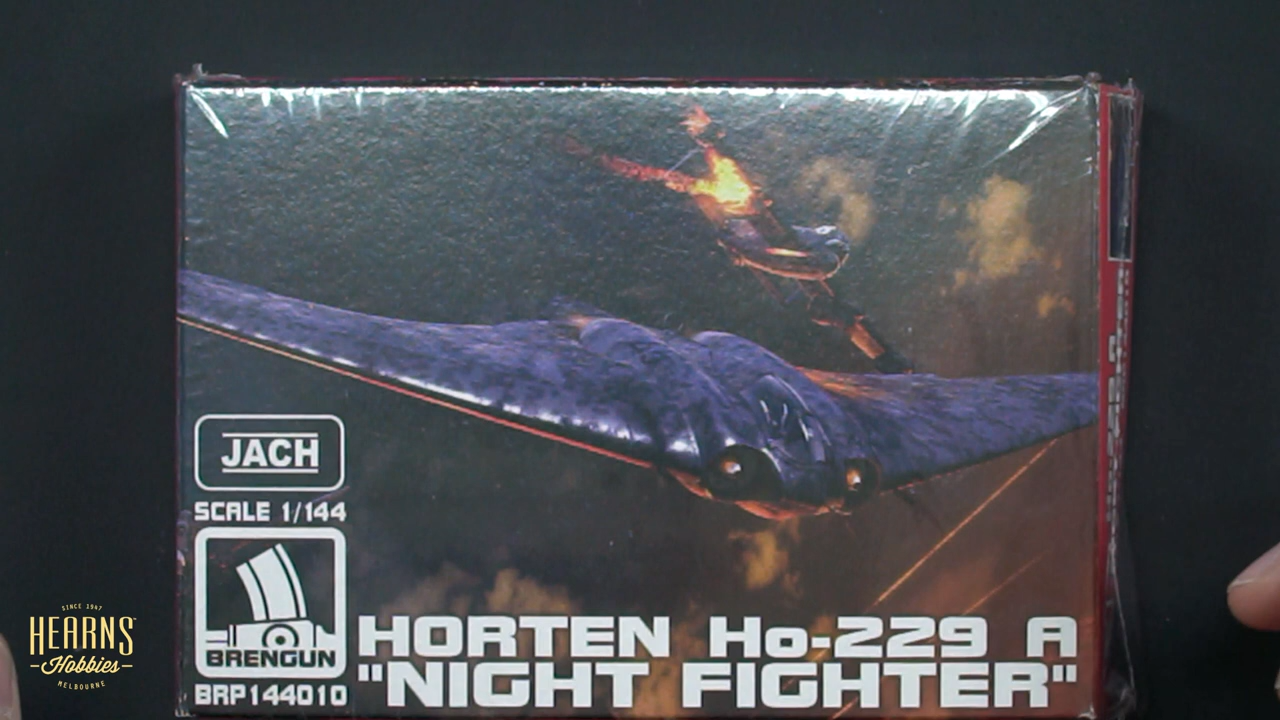 JACH
SCALE 1/144
BRENGUN
BRP144010
HORTEN Ho-229 A
"NIGHT FIGHTER"
SINCE 1947
HEARNS
Hobbies
MELBOURNE